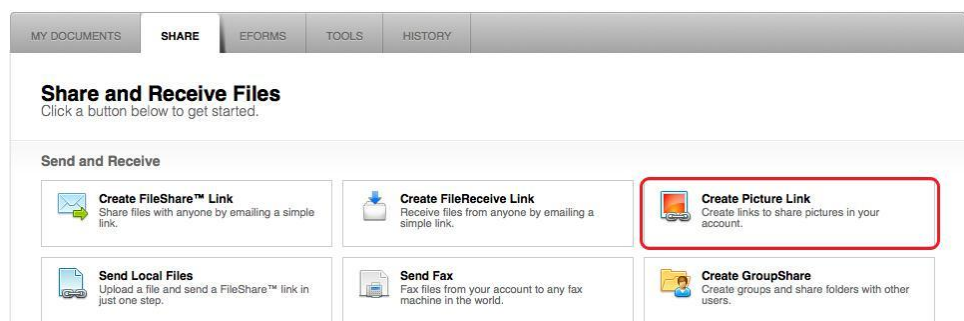 MY DOCUMENTS SHARE EFORMS TOOLS HISTORY
Share and Receive Files
Click a button below to get started.
Send and Receive
Create FileShare™ Link
Share files with anyone by emailing a simple
link.
Create FileReceive Link
Receive files from anyone by emailing a
simple link.
Create Picture Link
Create links to share pictures in your
account.
Send Local Files
Upload a file and send a FileShare™ link in
just one step.
Send Fax
Fax files from your account to any fax
machine in the world.
Create GroupShare
Create groups and share folders with other
users.